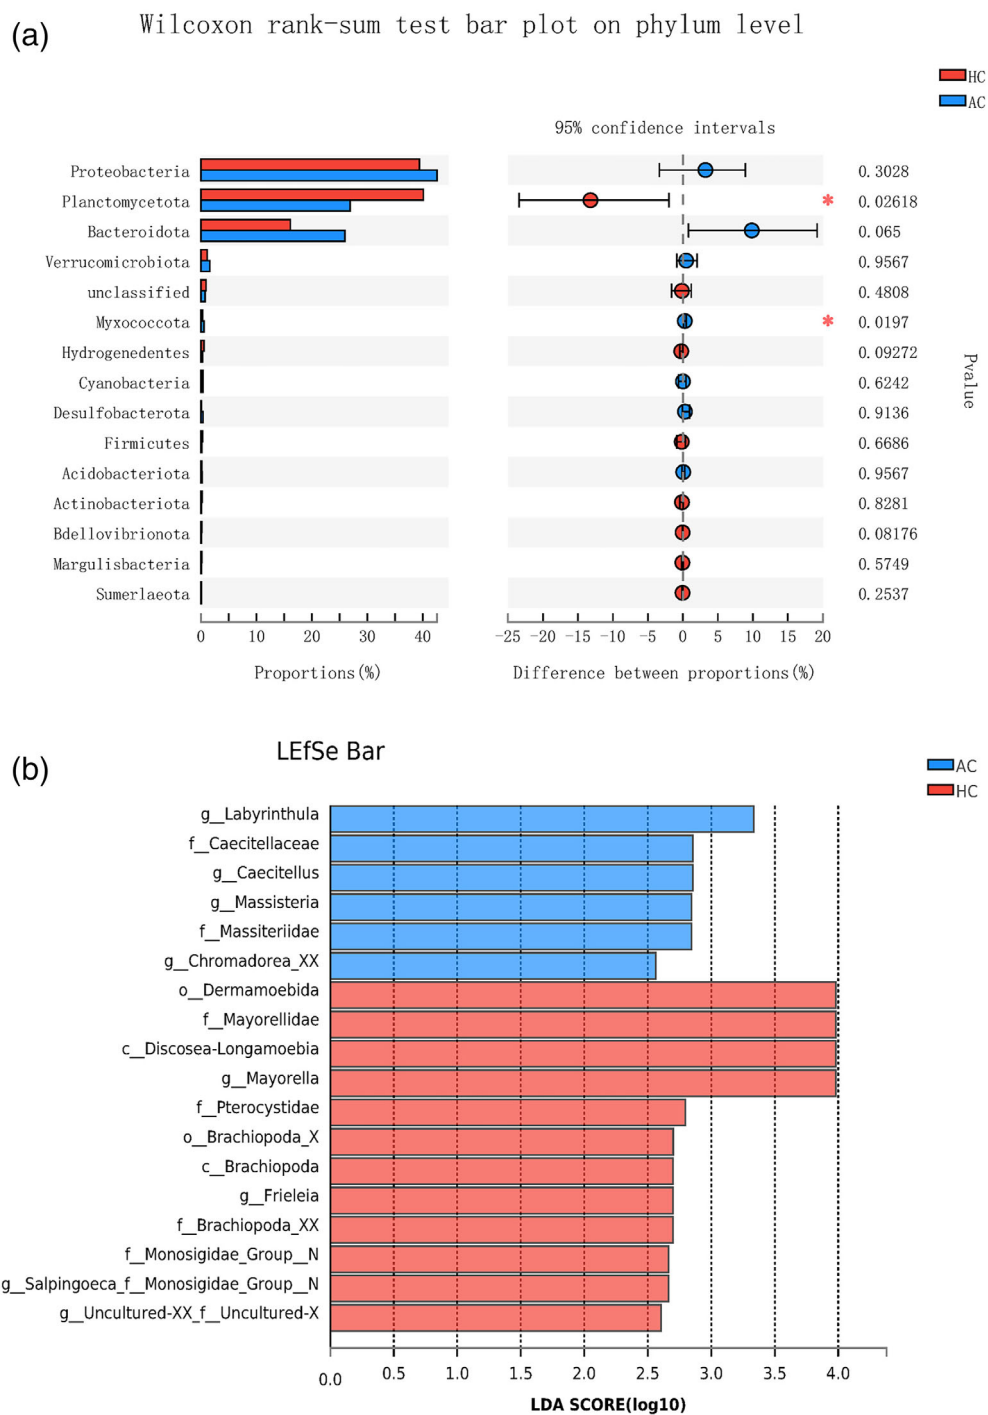 (a)
Wilcoxon rank-sum test bar plot on phylum level
HC
AC
95% confidence intervals
Proteobacteria 0.3028
Planctomycetota * 0.02618
Bacteroidota 0.065
Verrucomicrobiota 0.9567
unclassified 0.4808
Myxococcota * 0.0197
Hydrogenedentes 0.09272
Cyanobacteria 0.6242
Desulfobacterota 0.9136
Firmicutes 0.6686
Acidobacteriota 0.9567
Actinobacteriota 0.8281
Bdellovibrionota 0.08176
Margulisbacteria 0.5749
Sumerlaeota 0.2537
Pvalue
0 10 20 30 40 -25 -20 -15 -10 -5 0 5 10 15 20
Proportions(%) Difference between proportions(%)
(b)
LEfSe Bar
AC
HC
g__Labyrinthula
f__Caecitellaceae
g__Caecitellus
g__Massisteria
f__Massiteriidae
g__Chromadorea_XX
o__Dermamoebida
f__Mayorellidae
c__Discosea-Longamoebia
g__Mayorella
f__Pterocystidae
o__Brachiopoda_X
c__Brachiopoda
g__Frieleia
f__Brachiopoda_XX
f__Monosigidae_Group__N
g__Salpingoeca_f__Monosigidae_Group__N
g__Uncultured-XX_f__Uncultured-X
0.0 0.5 1.0 1.5 2.0 2.5 3.0 3.5 4.0
LDA SCORE(log10)